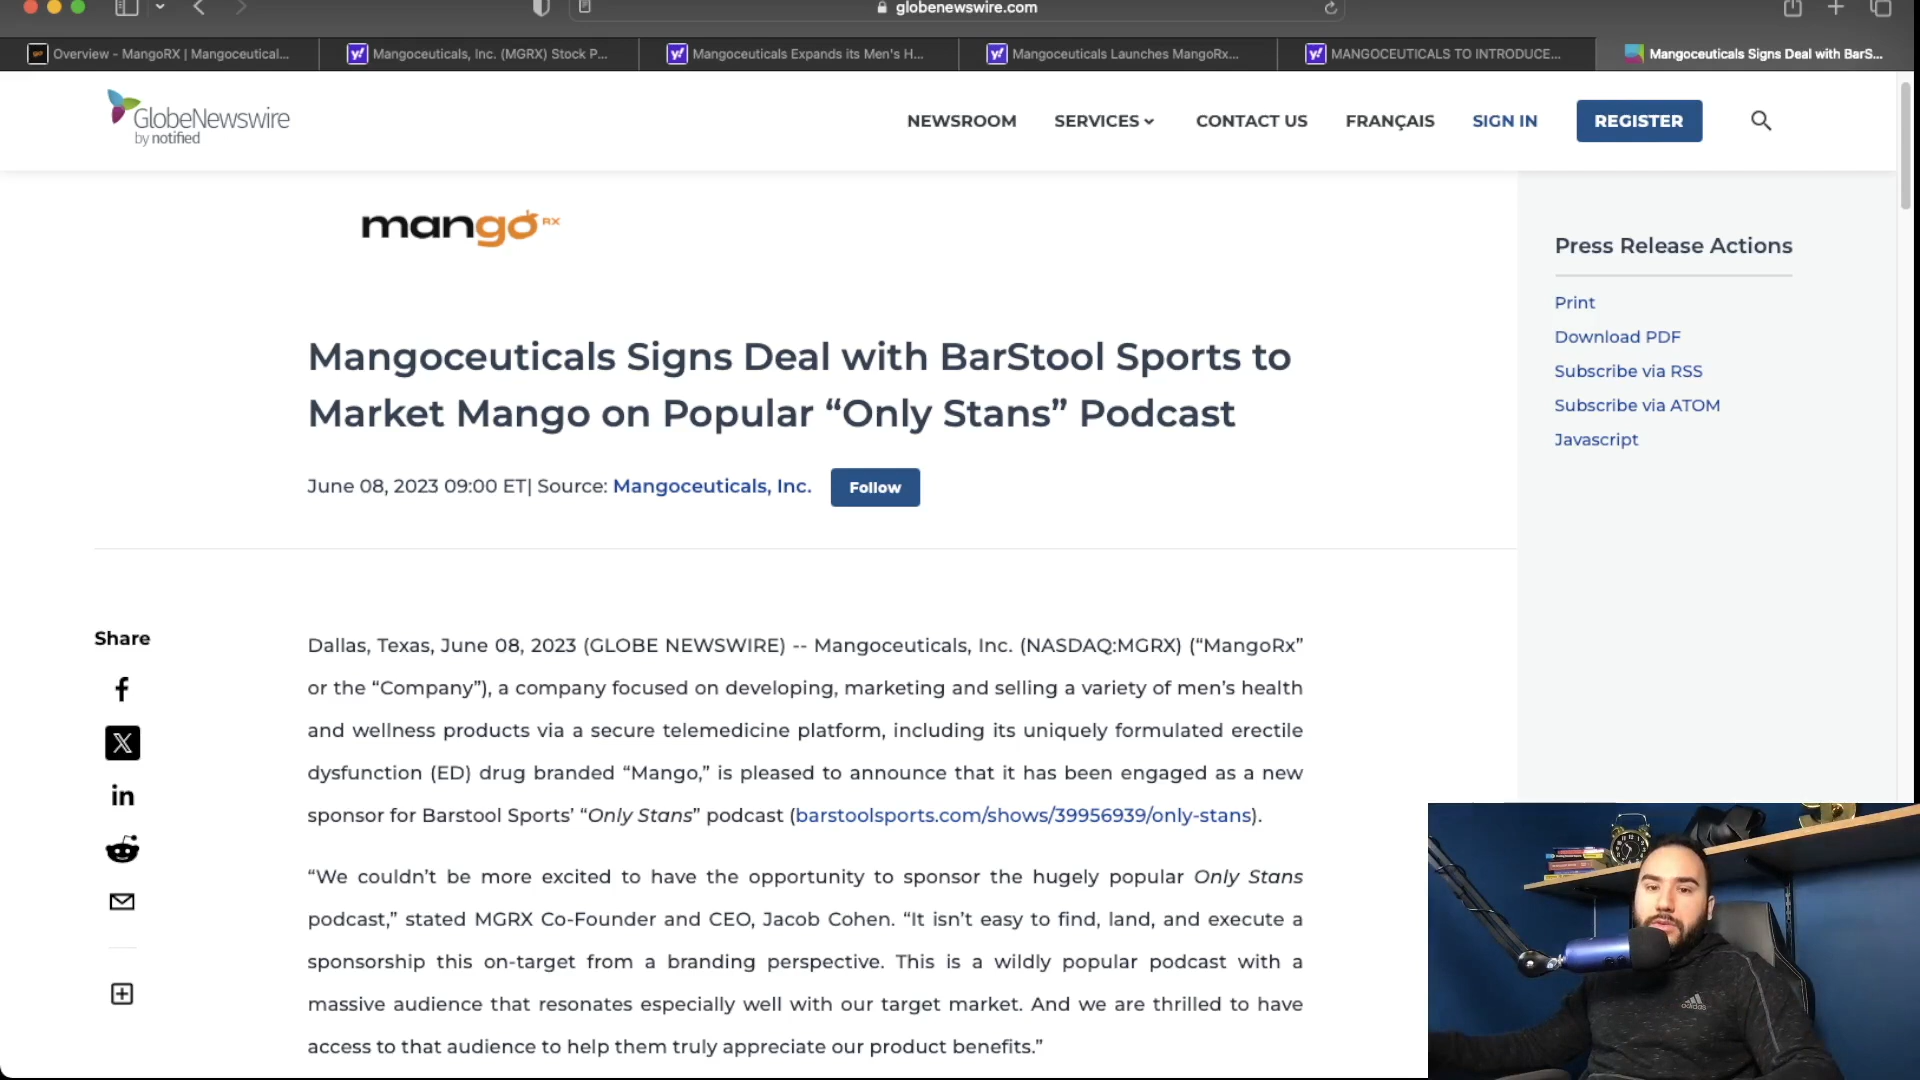 globenewswire.com
Overview - MangoRX | Mangoceutical...
Mangoceuticals, Inc. (MGRX) Stock P...
Mangoceuticals Expands its Men's H...
Mangoceuticals Launches MangoRx...
MANGOCEUTICALS TO INTRODUCE...
Mangoceuticals Signs Deal with BarS...
GlobeNewswire
by notified
NEWSROOM
SERVICES
CONTACT US
FRANÇAIS
SIGN IN
REGISTER
mango RX
Mangoceuticals Signs Deal with BarStool Sports to
Market Mango on Popular “Only Stans” Podcast
June 08, 2023 09:00 ET| Source: Mangoceuticals, Inc.
Follow
Press Release Actions
Print
Download PDF
Subscribe via RSS
Subscribe via ATOM
Javascript
Share
Dallas, Texas, June 08, 2023 (GLOBE NEWSWIRE) -- Mangoceuticals, Inc. (NASDAQ:MGRX) (“MangoRx”
or the “Company”), a company focused on developing, marketing and selling a variety of men’s health
and wellness products via a secure telemedicine platform, including its uniquely formulated erectile
dysfunction (ED) drug branded “Mango,” is pleased to announce that it has been engaged as a new
sponsor for Barstool Sports’ “Only Stans” podcast (barstoolsports.com/shows/39956939/only-stans).
“We couldn’t be more excited to have the opportunity to sponsor the hugely popular Only Stans
podcast,” stated MGRX Co-Founder and CEO, Jacob Cohen. “It isn’t easy to find, land, and execute a
sponsorship this on-target from a branding perspective. This is a wildly popular podcast with a
massive audience that resonates especially well with our target market. And we are thrilled to have
access to that audience to help them truly appreciate our product benefits.”
adidas